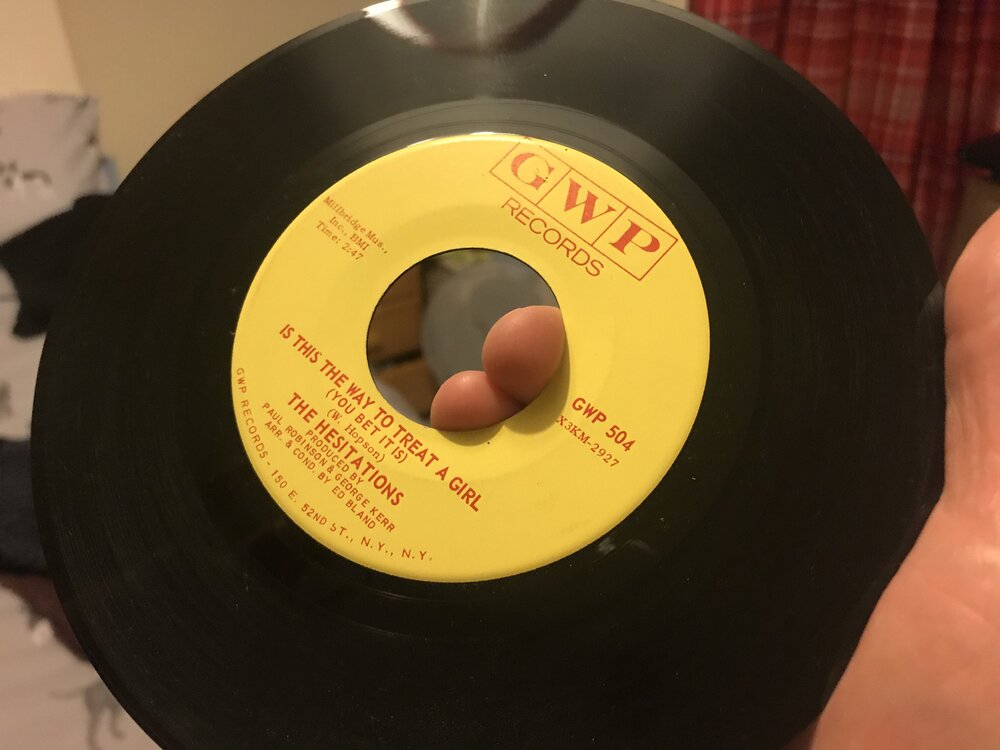 GWP
RECORDS
Millbridge Mus.,
Inc., BMI
Time: 2:47
GWP 504
X3KM-2927
IS THIS THE WAY TO TREAT A GIRL
(YOU BET IT IS)
(W. Hopson)
THE HESITATIONS
PRODUCED BY
PAUL ROBINSON & GEORGE KERR
ARR. & COND. BY ED BLAND
GWP RECORDS - 150 E. 52ND ST., N.Y., N.Y.